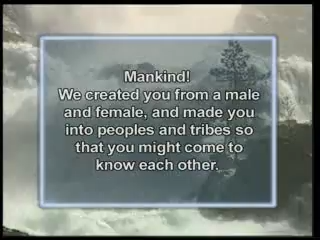 Mankind!
We created you from a male
and female, and made you
into peoples and tribes so
that you might come to
know each other.